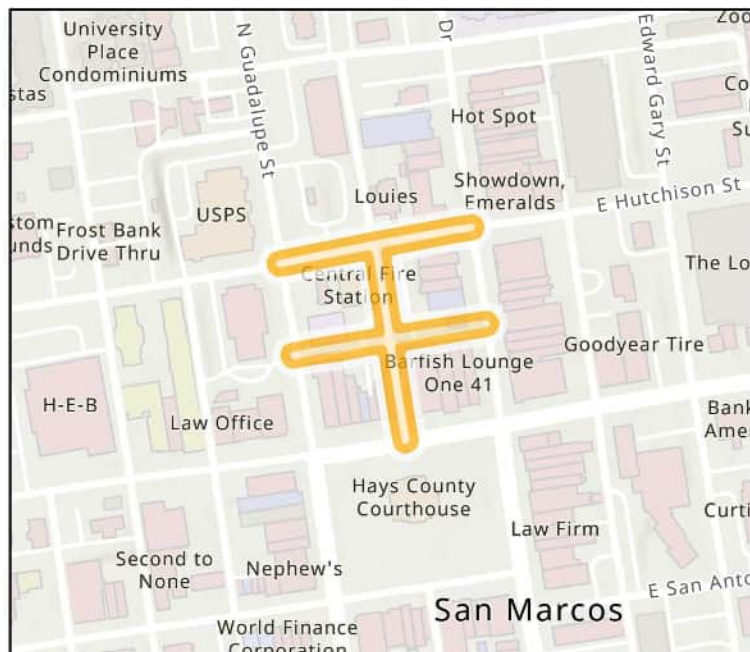 University
Place
Condominiums
stas
N Guadalupe St
Dr
Edward Gary St
Zoo
Co
Su
Hot Spot
Louies
Showdown,
Emeralds
E Hutchison St
USPS
stom
unds
Frost Bank
Drive Thru
Central Fire
Station
The Lo
Barfish Lounge
One 41
Goodyear Tire
H-E-B
Law Office
Bank
Amer
Hays County
Courthouse
Law Firm
Curti
Second to
None
Nephew's
E San Anto
San Marcos
World Finance
Corporation